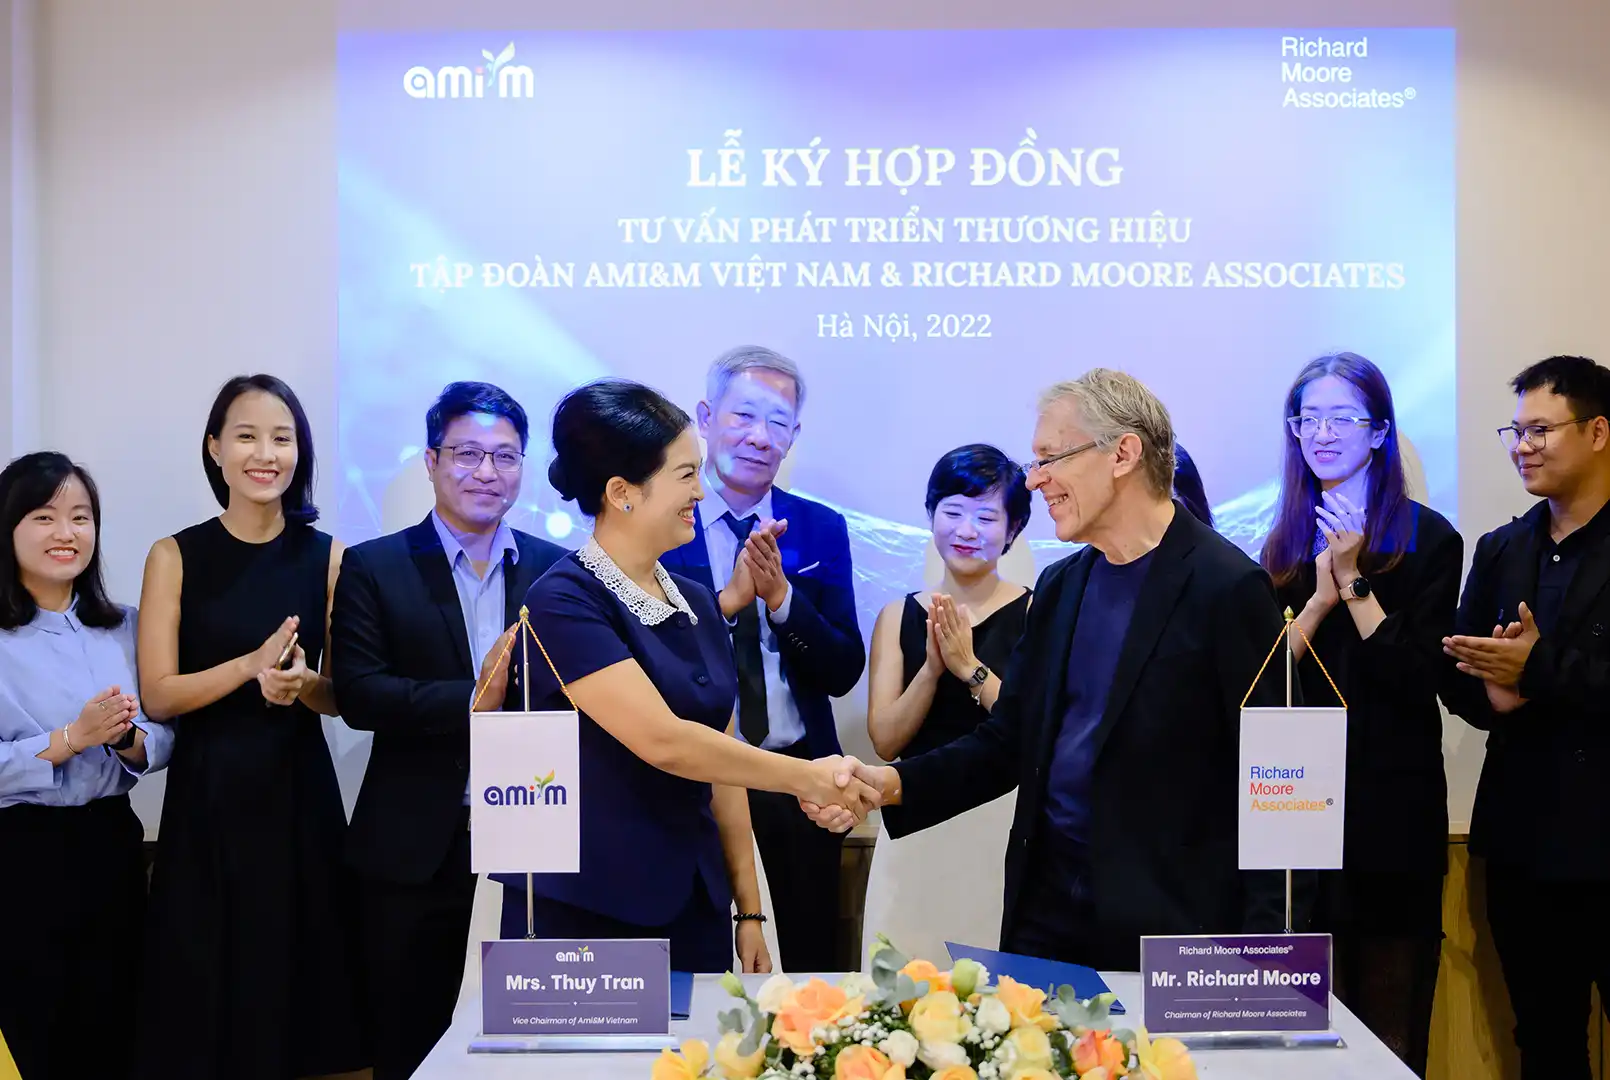 ami&m
Richard
Moore
Associates®
LỄ KÝ HỢP ĐỒNG
TƯ VẤN PHÁT TRIỂN THƯƠNG HIỆU
TẬP ĐOÀN AMI&M VIỆT NAM & RICHARD MOORE ASSOCIATES
Hà Nội, 2022
ami&m
Richard
Moore
Associates®
ami&m
Mrs. Thuy Tran
Vice Chairman of Ami&M Vietnam
Richard Moore Associates®
Mr. Richard Moore
Chairman of Richard Moore Associates